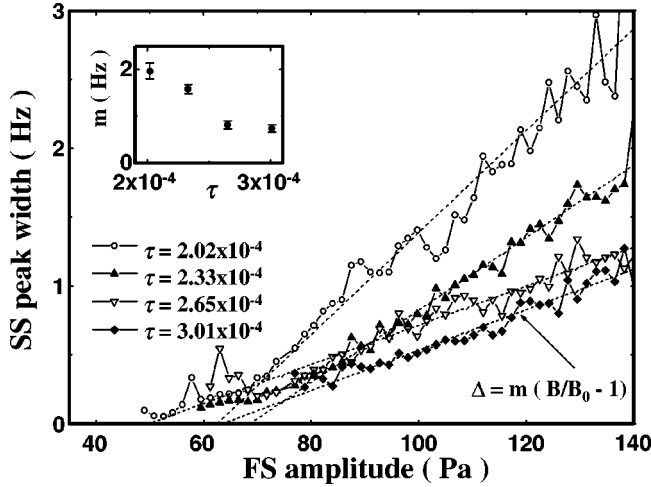 3
2
1
0
SS peak width ( Hz )
40
60
80
100
120
140
FS amplitude ( Pa )
2
0
m ( Hz )
2x10-4
3x10-4
τ
τ = 2.02x10-4
τ = 2.33x10-4
τ = 2.65x10-4
τ = 3.01x10-4
Δ = m ( B/B0 - 1 )